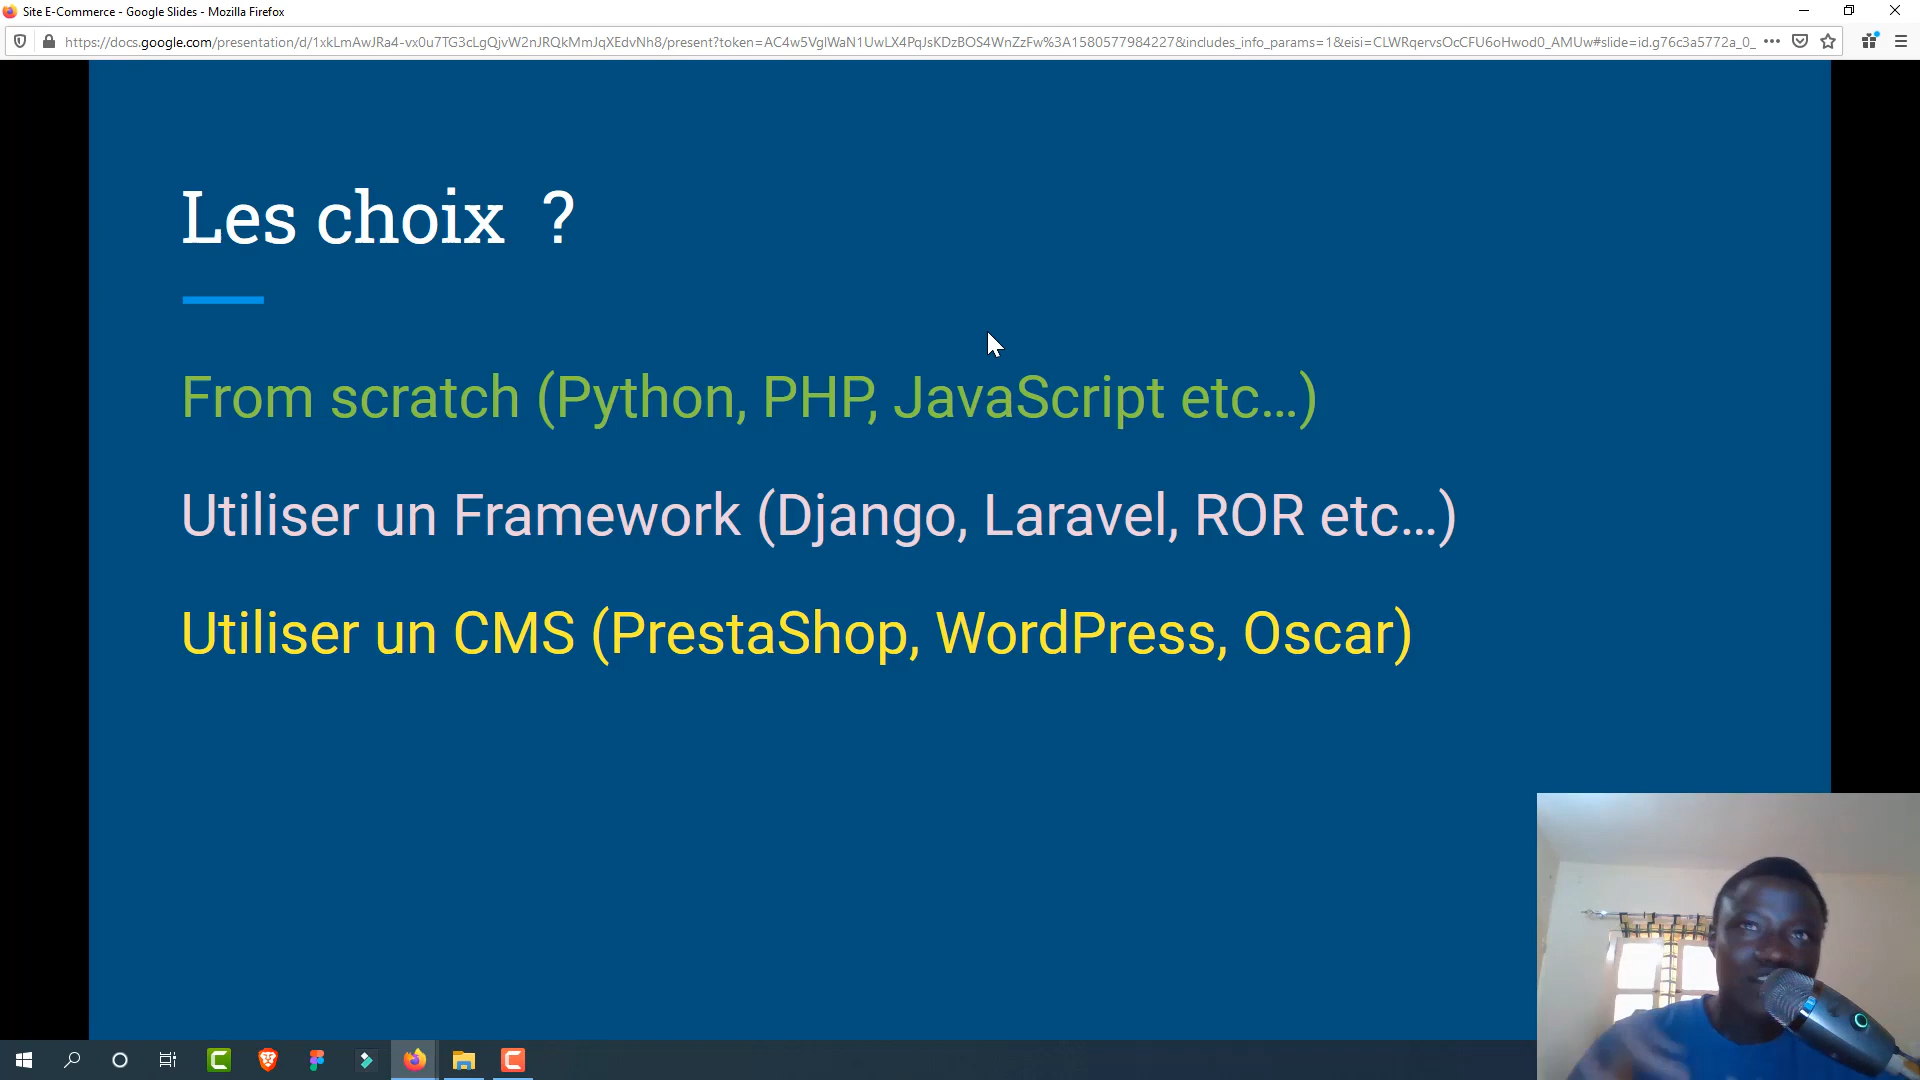 Site E-Commerce - Google Slides - Mozilla Firefox
https://docs.google.com/presentation/d/1xkLmAwJRa4-vx0u7TG3cLgQjvW2nJRQkMmJqXEdvNh8/present?token=AC4w5VglWaN1UwLX4PqJsKDzBOS4WnZzFw%3A1580577984227&includes_info_params=1&eisi=CLWRqervsOcCFU6oHwod0_AMUw#slide=id.g76c3a5772a_0_
Les choix ?
From scratch (Python, PHP, JavaScript etc…)
Utiliser un Framework (Django, Laravel, ROR etc…)
Utiliser un CMS (PrestaShop, WordPress, Oscar)